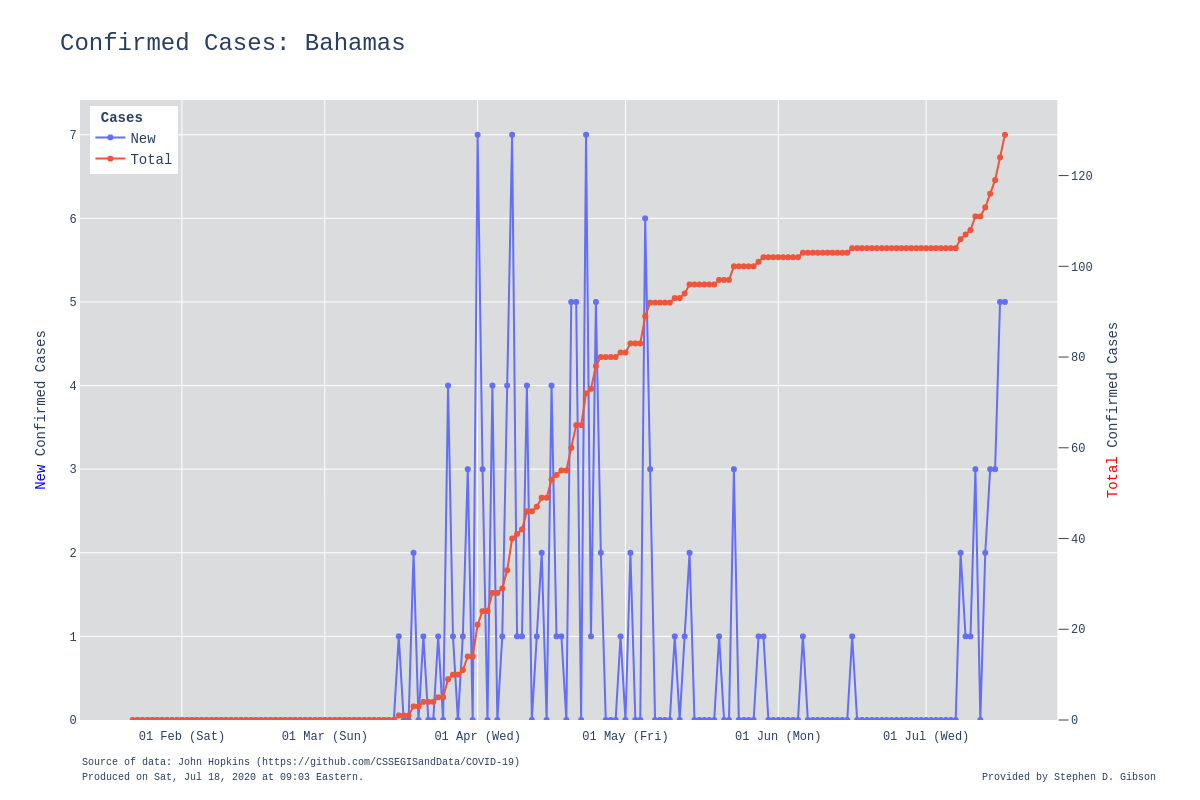 Confirmed Cases: Bahamas
Cases
New
Total
7
6
5
4
3
2
1
0
120
100
80
60
40
20
0
New Confirmed Cases
Total Confirmed Cases
01 Feb (Sat)
01 Mar (Sun)
01 Apr (Wed)
01 May (Fri)
01 Jun (Mon)
01 Jul (Wed)
Source of data: John Hopkins (https://github.com/CSSEGISandData/COVID-19)
Produced on Sat, Jul 18, 2020 at 09:03 Eastern.
Provided by Stephen D. Gibson